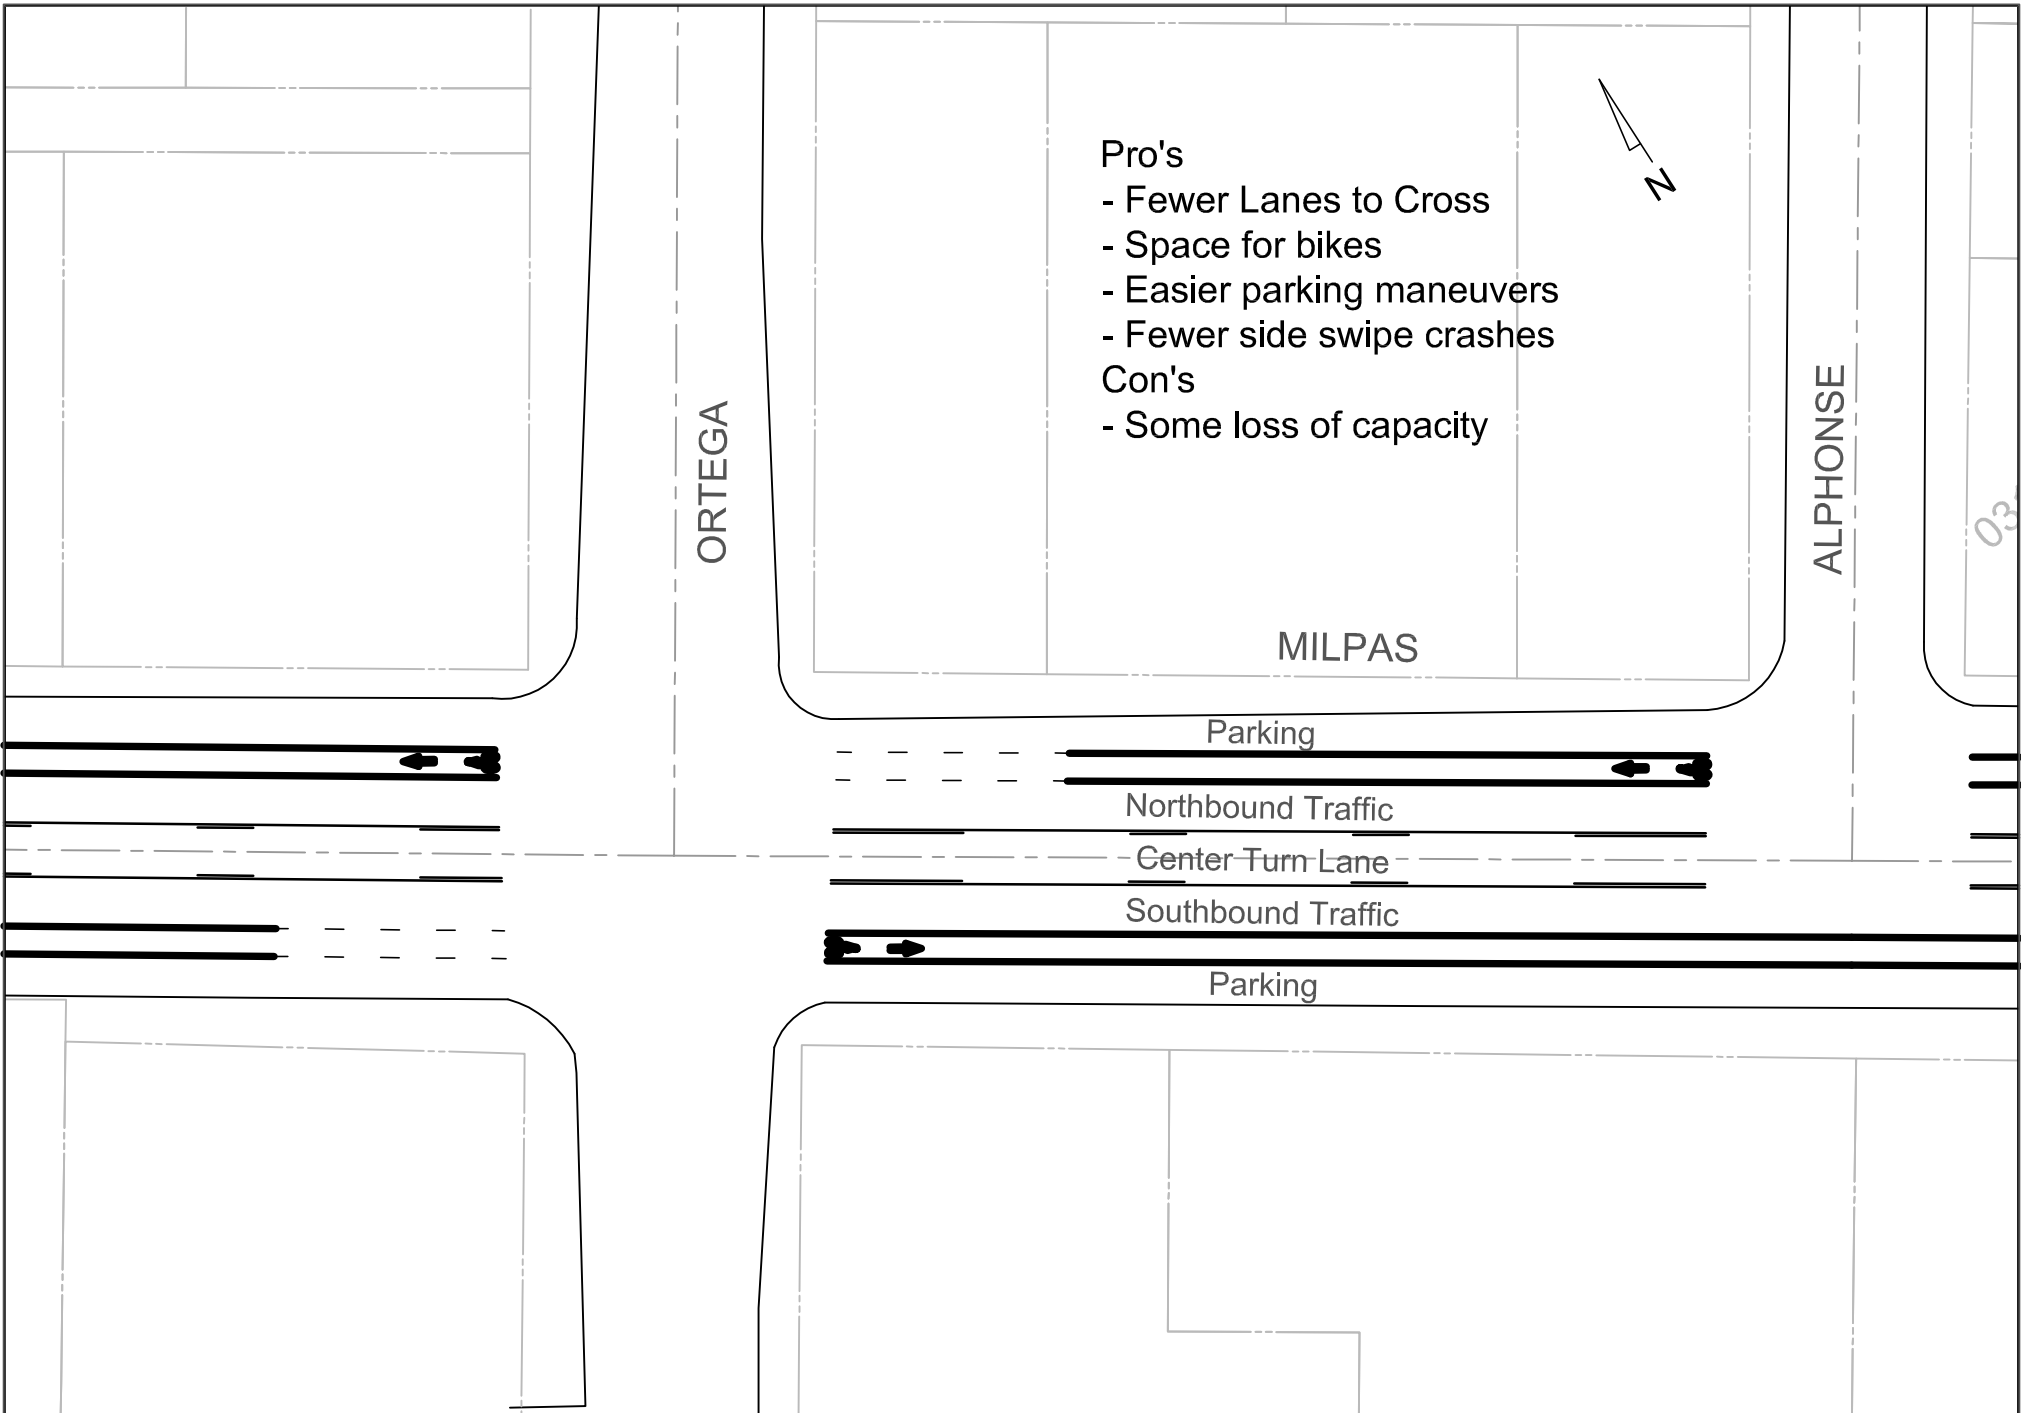 Pro's
- Fewer Lanes to Cross
- Space for bikes
- Easier parking maneuvers
- Fewer side swipe crashes
Con's
- Some loss of capacity
N
ORTEGA
ALPHONSE
MILPAS
Parking
Northbound Traffic
Center Turn Lane
Southbound Traffic
Parking